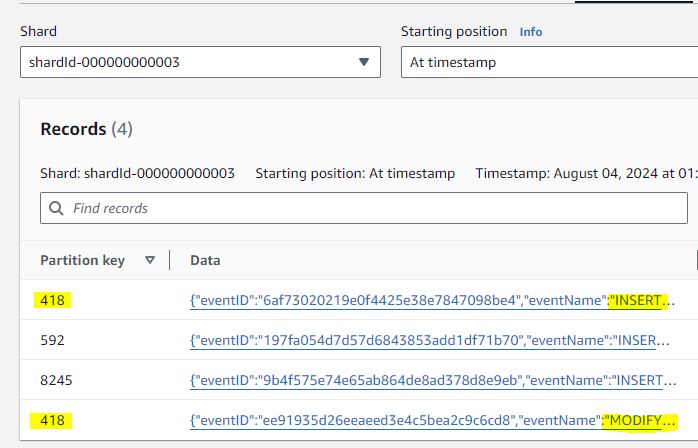 Shard
Starting position Info
shardId-000000000003
At timestamp
Records (4)
Shard: shardId-000000000003 Starting position: At timestamp Timestamp: August 04, 2024 at 01:
Find records
Partition key Data
418 {"eventID":"6af73020219e0f4425e38e7847098be4","eventName":"INSERT...
592 {"eventID":"197fa054d7d57d6843853add1df71b70","eventName":"INSER...
8245 {"eventID":"9b4f575e74e65ab864de8ad378d8e9eb","eventName":"INSERT...
418 {"eventID":"ee91935d26eeaeed3e4c5bea2c9c6cd8","eventName":"MODIFY...